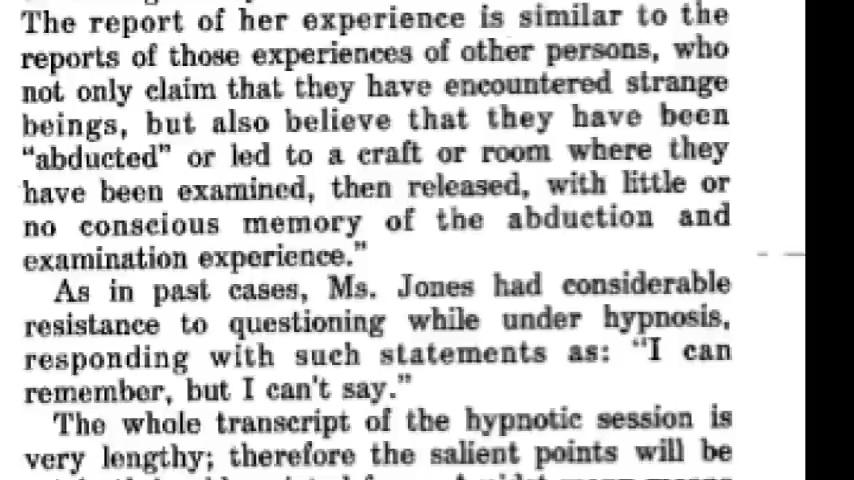 The report of her experience is similar to the
reports of those experiences of other persons, who
not only claim that they have encountered strange
beings, but also believe that they have been
"abducted" or led to a craft or room where they
have been examined, then released, with little or
no conscious memory of the abduction and
examination experience."
As in past cases, Ms. Jones had considerable
resistance to questioning while under hypnosis,
responding with such statements as: "I can
remember, but I can't say."
The whole transcript of the hypnotic session is
very lengthy; therefore the salient points will be